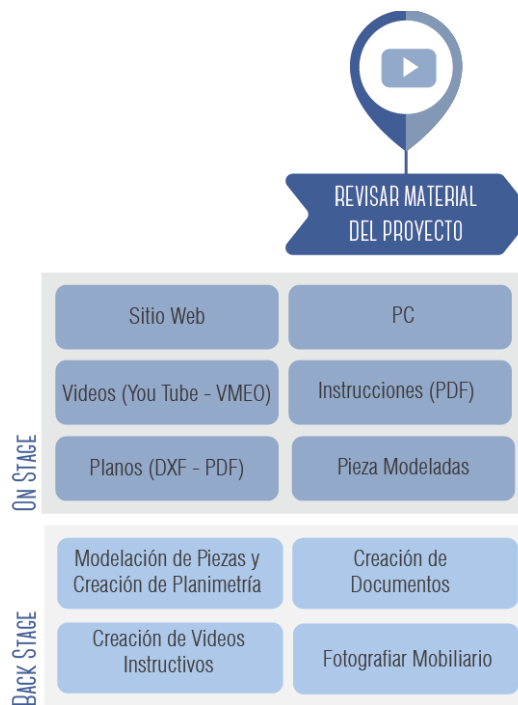 REVISAR MATERIAL
DEL PROYECTO
ON STAGE
Sitio Web
PC
Videos (You Tube - VMEO)
Instrucciones (PDF)
Planos (DXF - PDF)
Pieza Modeladas
BACK STAGE
Modelación de Piezas y
Creación de Planimetría
Creación de
Documentos
Creación de Videos
Instructivos
Fotografiar Mobiliario